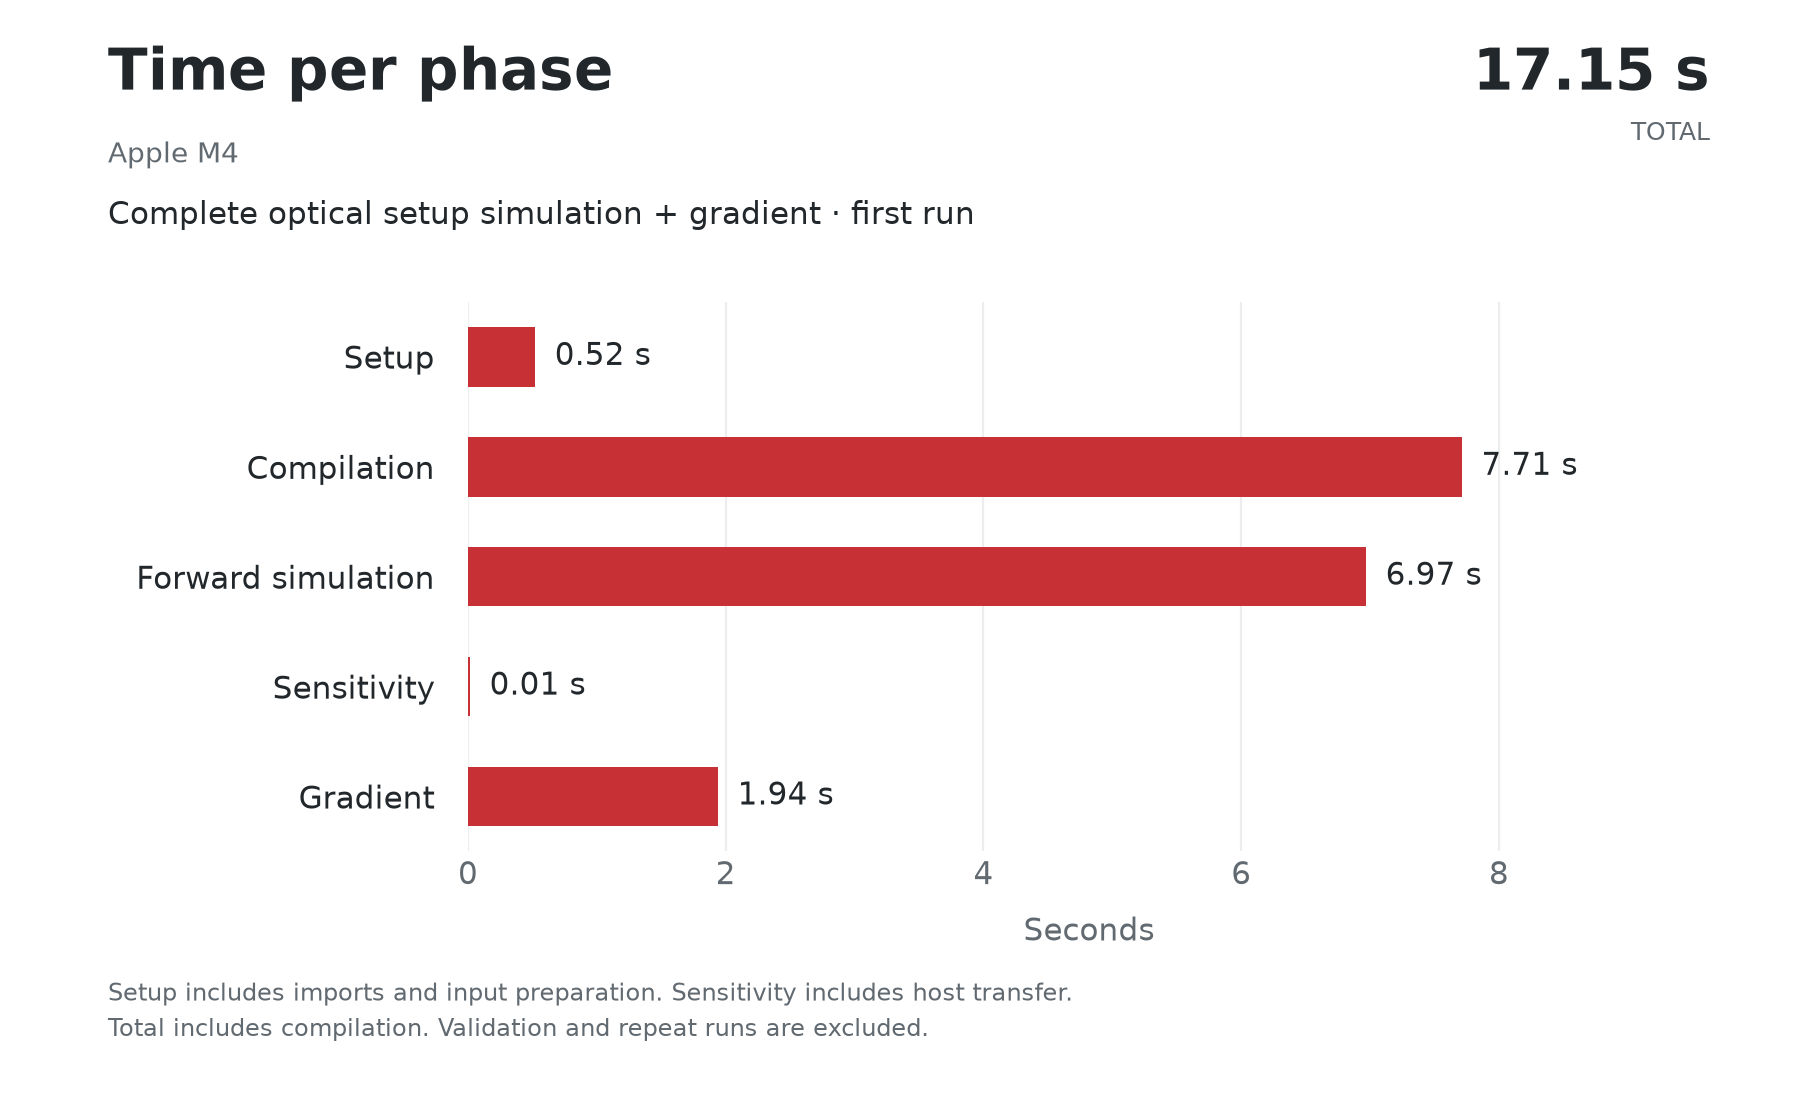 Time per phase
17.15 s
TOTAL
Apple M4
Complete optical setup simulation + gradient · first run
Setup 0.52 s
Compilation 7.71 s
Forward simulation 6.97 s
Sensitivity 0.01 s
Gradient 1.94 s
0 2 4 6 8
Seconds
Setup includes imports and input preparation. Sensitivity includes host transfer.
Total includes compilation. Validation and repeat runs are excluded.